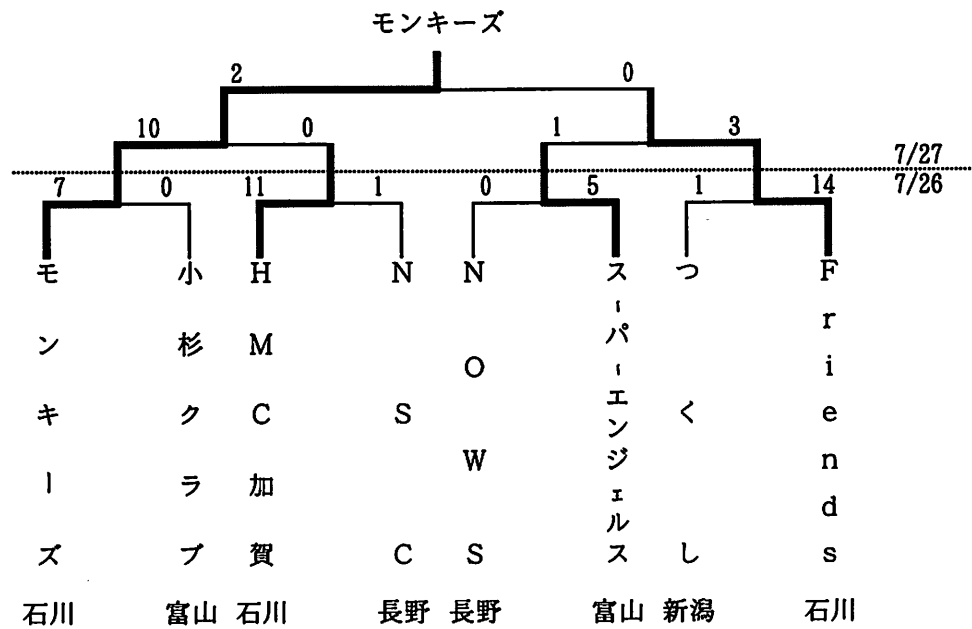 モンキーズ
2 0
10 0 1 3
7/27
7 0 11 1 0 5 1 14 7/26
モンキーズ
小杉クラブ
HMC加賀
NSC
NOWS
スーパーエンジェルス
つくし
Friends
石川 富山 石川 長野 長野 富山 新潟 石川